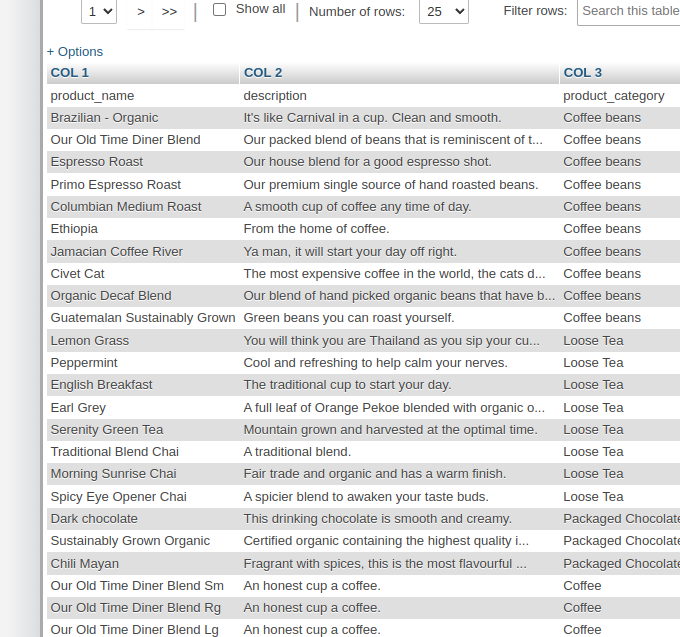 1 > >> Show all Number of rows: 25 Filter rows: Search this table
+ Options
COL 1 COL 2 COL 3
product_name description product_category
Brazilian - Organic It's like Carnival in a cup. Clean and smooth. Coffee beans
Our Old Time Diner Blend Our packed blend of beans that is reminiscent of t... Coffee beans
Espresso Roast Our house blend for a good espresso shot. Coffee beans
Primo Espresso Roast Our premium single source of hand roasted beans. Coffee beans
Columbian Medium Roast A smooth cup of coffee any time of day. Coffee beans
Ethiopia From the home of coffee. Coffee beans
Jamacian Coffee River Ya man, it will start your day off right. Coffee beans
Civet Cat The most expensive coffee in the world, the cats d... Coffee beans
Organic Decaf Blend Our blend of hand picked organic beans that have b... Coffee beans
Guatemalan Sustainably Grown Green beans you can roast yourself. Coffee beans
Lemon Grass You will think you are Thailand as you sip your cu... Loose Tea
Peppermint Cool and refreshing to help calm your nerves. Loose Tea
English Breakfast The traditional cup to start your day. Loose Tea
Earl Grey A full leaf of Orange Pekoe blended with organic o... Loose Tea
Serenity Green Tea Mountain grown and harvested at the optimal time. Loose Tea
Traditional Blend Chai A traditional blend. Loose Tea
Morning Sunrise Chai Fair trade and organic and has a warm finish. Loose Tea
Spicy Eye Opener Chai A spicier blend to awaken your taste buds. Loose Tea
Dark chocolate This drinking chocolate is smooth and creamy. Packaged Chocolate
Sustainably Grown Organic Certified organic containing the highest quality i... Packaged Chocolate
Chili Mayan Fragrant with spices, this is the most flavourful ... Packaged Chocolate
Our Old Time Diner Blend Sm An honest cup a coffee. Coffee
Our Old Time Diner Blend Rg An honest cup a coffee. Coffee
Our Old Time Diner Blend Lg An honest cup a coffee. Coffee